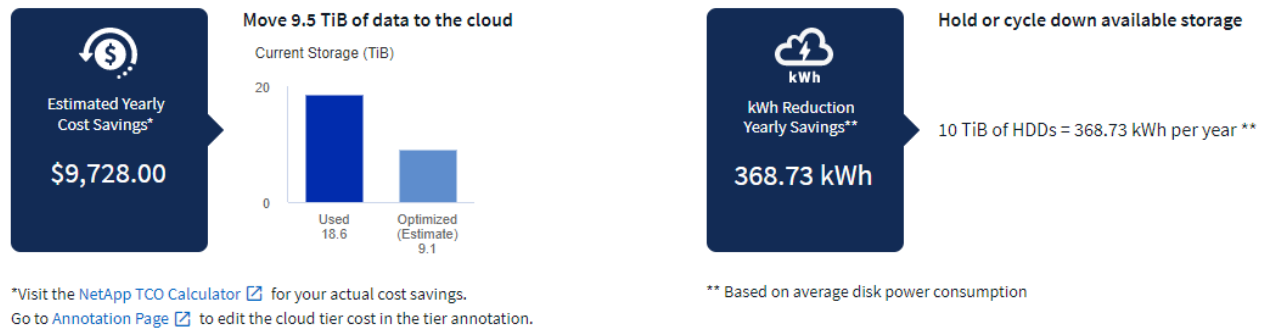 $
Estimated Yearly
Cost Savings*
$9,728.00
Move 9.5 TiB of data to the cloud
Current Storage (TiB)
20
0
Used
18.6
Optimized
(Estimate)
9.1
*Visit the NetApp TCO Calculator for your actual cost savings.
Go to Annotation Page to edit the cloud tier cost in the tier annotation.
kWh
kWh Reduction
Yearly Savings**
368.73 kWh
Hold or cycle down available storage
10 TiB of HDDs = 368.73 kWh per year **
** Based on average disk power consumption